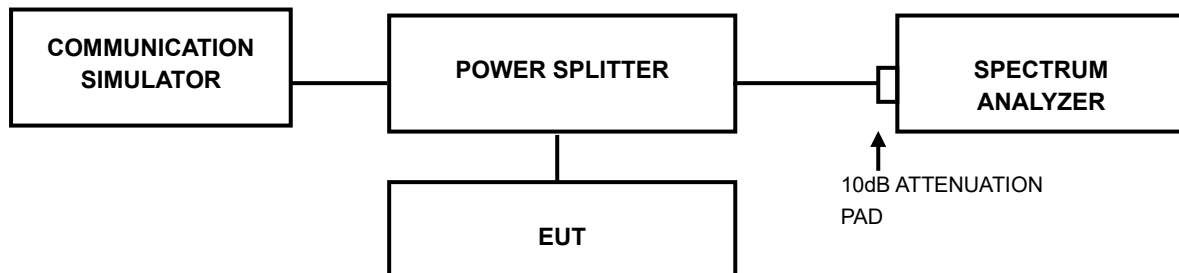 COMMUNICATION
SIMULATOR
POWER SPLITTER
SPECTRUM
ANALYZER
10dB ATTENUATION
PAD
EUT